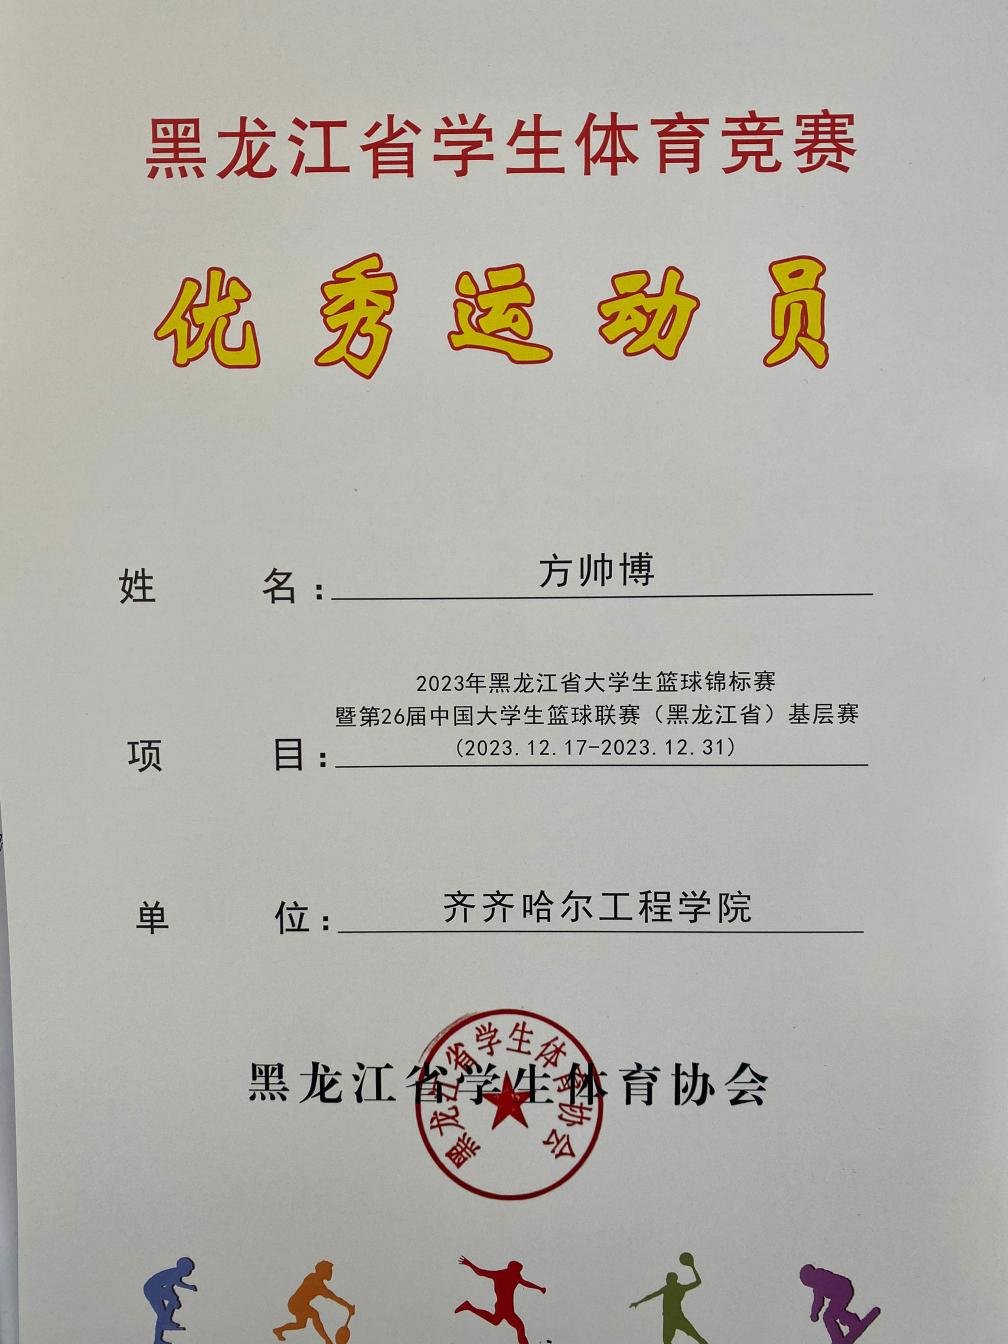 黑龙江省学生体育竞赛
优秀运动员
姓 名：方帅博
2023年黑龙江省大学生篮球锦标赛
暨第26届中国大学生篮球联赛（黑龙江省）基层赛
项 目：(2023.12.17-2023.12.31)
单 位：齐齐哈尔工程学院
黑龙江省学生体育协会
黑龙江省学生体育协会